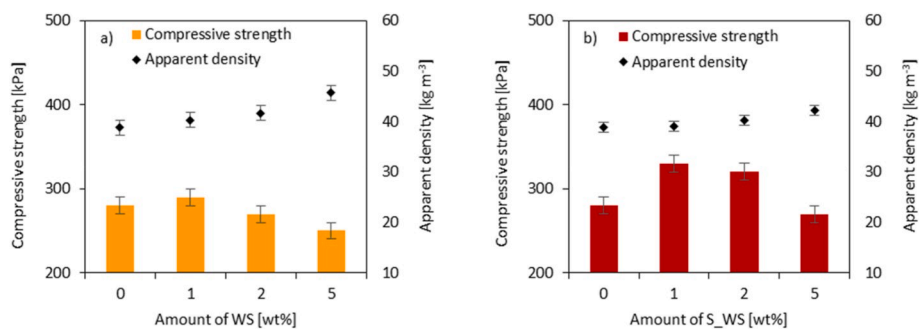 a)
Compressive strength
Apparent density
500
400
300
200
Compressive strength [kPa]
60
50
40
30
20
10
Apparent density [kg m-3]
0 1 2 5
Amount of WS [wt%]
b)
Compressive strength
Apparent density
500
400
300
200
Compressive strength [kPa]
60
50
40
30
20
10
Apparent density [kg m-3]
0 1 2 5
Amount of S_WS [wt%]